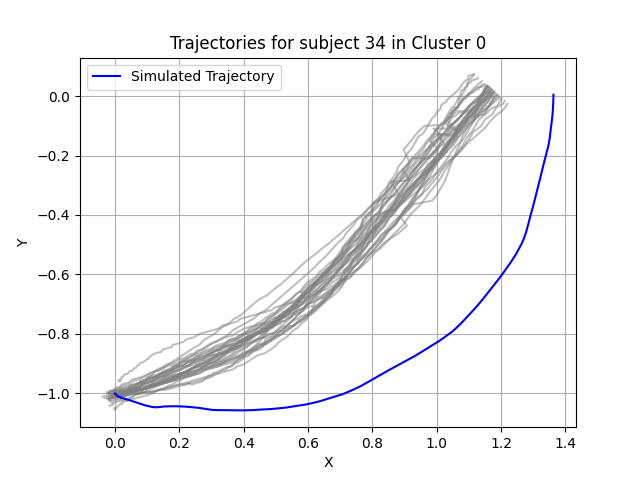 Trajectories for subject 34 in Cluster 0
Simulated Trajectory
Y
0.0
−0.2
−0.4
−0.6
−0.8
−1.0
0.0 0.2 0.4 0.6 0.8 1.0 1.2 1.4
X